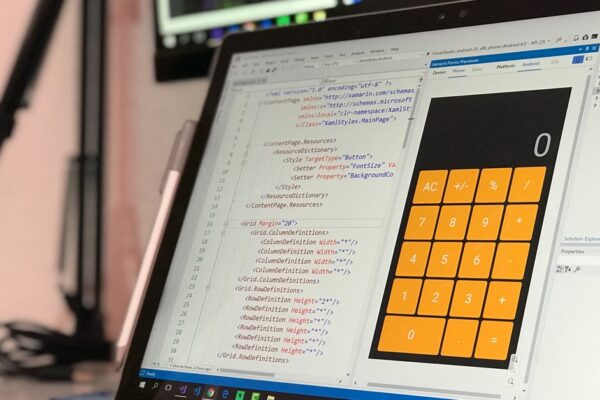 Xamarin.Forms Previewer
Device Phone Platform Android iOS
<?xml version="1.0" encoding="utf-8" ?>
<ContentPage xmlns="http://xamarin.com/schemas
xmlns:x="http://schemas.microsoft
xmlns:local="clr-namespace:XamlSty
x:Class="XamlStyles.MainPage">
<ContentPage.Resources>
<ResourceDictionary>
<Style TargetType="Button">
<Setter Property="FontSize" Va
<Setter Property="BackgroundCo
</Style>
</ResourceDictionary>
</ContentPage.Resources>
<Grid Margin="20">
<Grid.ColumnDefinitions>
<ColumnDefinition Width="*"/>
<ColumnDefinition Width="*"/>
<ColumnDefinition Width="*"/>
<ColumnDefinition Width="*"/>
</Grid.ColumnDefinitions>
<Grid.RowDefinitions>
<RowDefinition Height="2*"/>
<RowDefinition Height="*"/>
<RowDefinition Height="*"/>
<RowDefinition Height="*"/>
<RowDefinition Height="*"/>
<RowDefinition Height="*"/>
</Grid.RowDefinitions>
0
AC +/- % /
7 8 9 *
4 5 6 -
1 2 3 +
0 . =
Solution Explorer
Properties